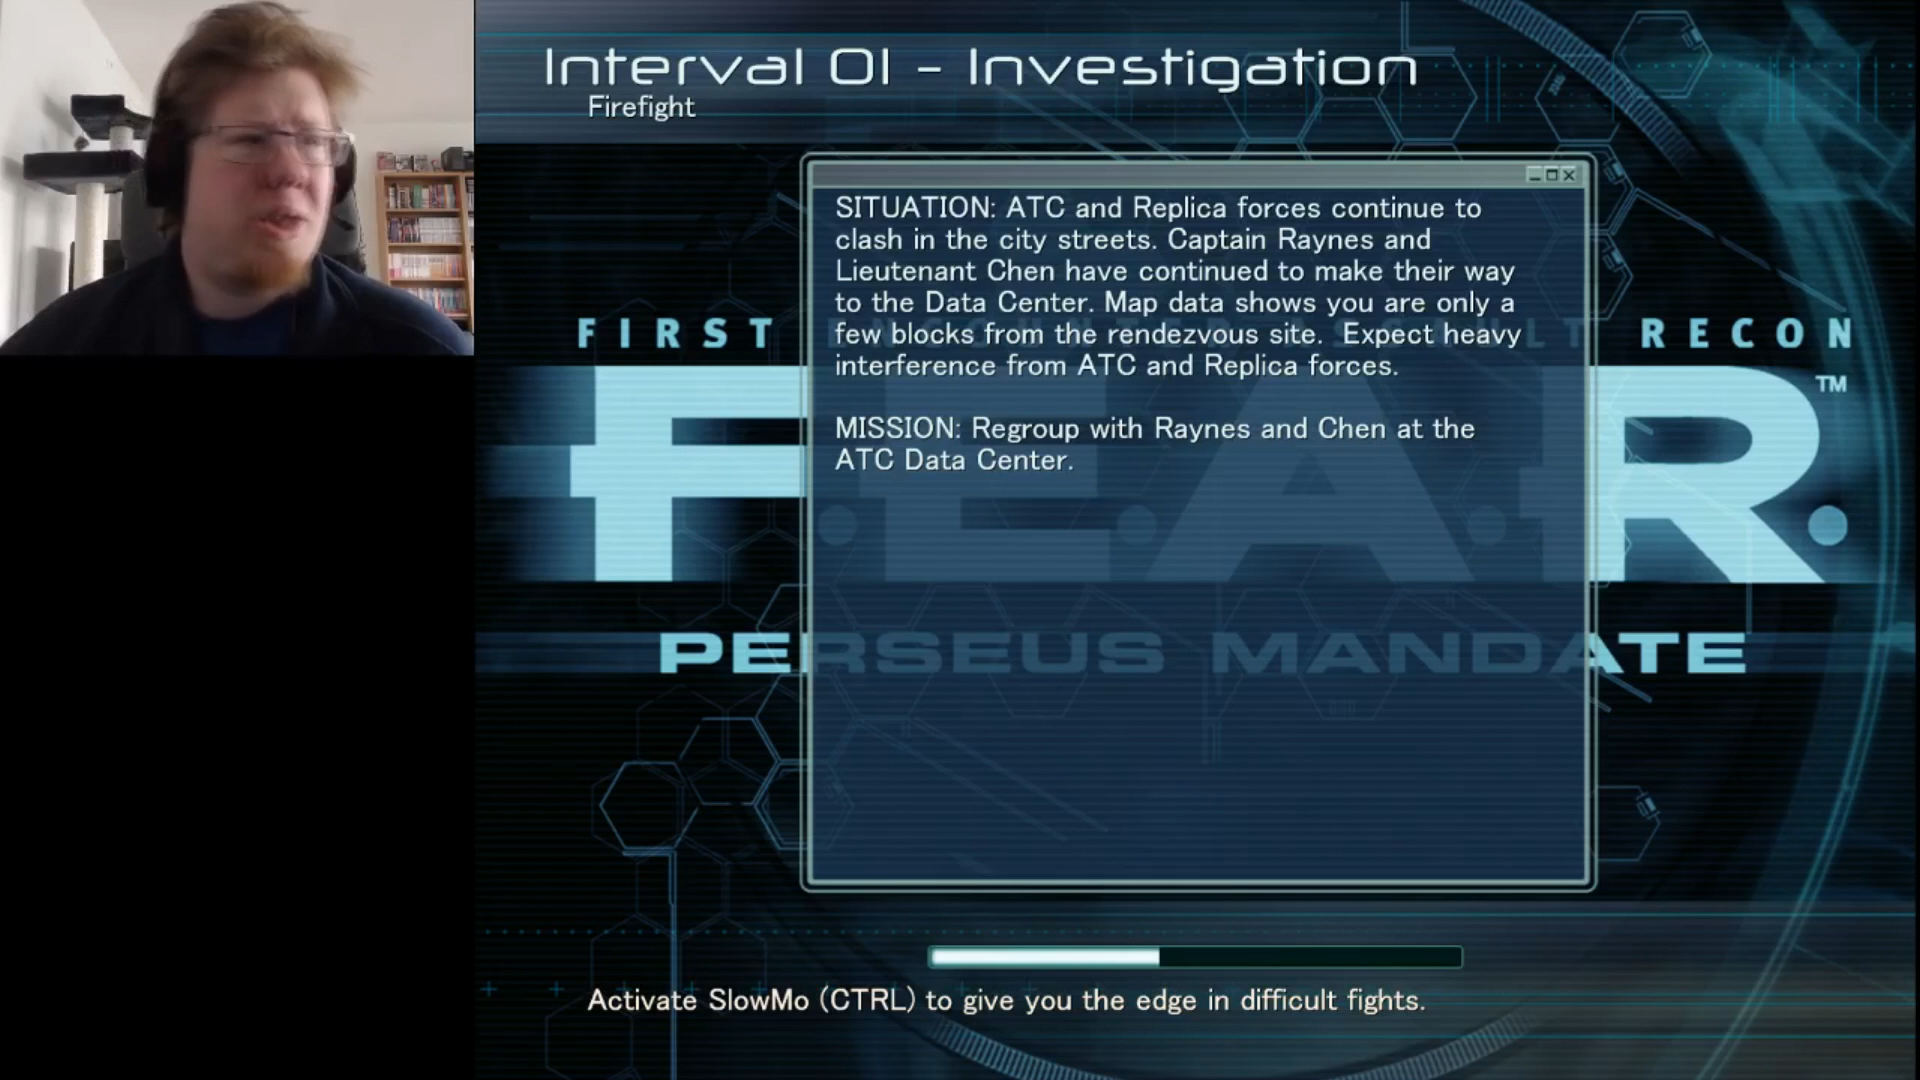 Interval 01 - Investigation
Firefight
SITUATION: ATC and Replica forces continue to
clash in the city streets. Captain Raynes and
Lieutenant Chen have continued to make their way
to the Data Center. Map data shows you are only a
few blocks from the rendezvous site. Expect heavy
interference from ATC and Replica forces.
MISSION: Regroup with Raynes and Chen at the
ATC Data Center.
FIRST RECON
F.E.A.R.™
PERSEUS MANDATE
Activate SlowMo (CTRL) to give you the edge in difficult fights.